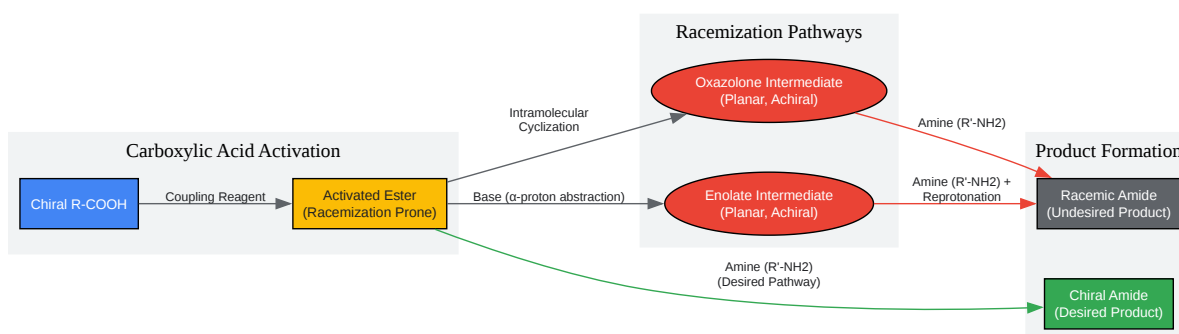 Racemization Pathways
Oxazolone Intermediate
(Planar, Achiral)
Intramolecular
Cyclization
Amine (R'-NH2)
Carboxylic Acid Activation
Product Formation
Chiral R-COOH
Coupling Reagent
Activated Ester
(Racemization Prone)
Base (α-proton abstraction)
Enolate Intermediate
(Planar, Achiral)
Amine (R'-NH2) +
Reprotonation
Racemic Amide
(Undesired Product)
Amine (R'-NH2)
(Desired Pathway)
Chiral Amide
(Desired Product)